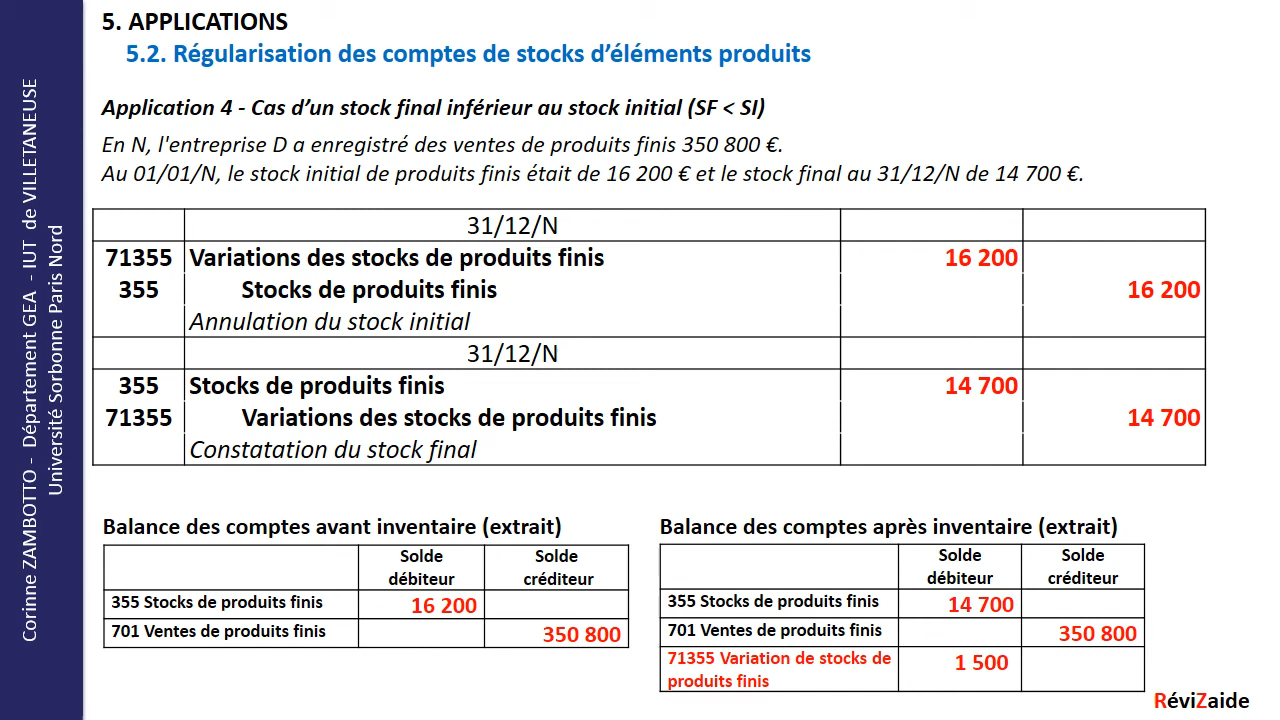 5. APPLICATIONS
5.2. Régularisation des comptes de stocks d’éléments produits
Application 4 - Cas d’un stock final inférieur au stock initial (SF < SI)
En N, l'entreprise D a enregistré des ventes de produits finis 350 800 €.
Au 01/01/N, le stock initial de produits finis était de 16 200 € et le stock final au 31/12/N de 14 700 €.
31/12/N
71355 Variations des stocks de produits finis 16 200
355 Stocks de produits finis 16 200
Annulation du stock initial
31/12/N
355 Stocks de produits finis 14 700
71355 Variations des stocks de produits finis 14 700
Constatation du stock final
Balance des comptes avant inventaire (extrait)
Solde Solde
débiteur créditeur
355 Stocks de produits finis 16 200
701 Ventes de produits finis 350 800
Balance des comptes après inventaire (extrait)
Solde Solde
débiteur créditeur
355 Stocks de produits finis 14 700
701 Ventes de produits finis 350 800
71355 Variation de stocks de 1 500
produits finis
Corinne ZAMBOTTO - Département GEA - IUT de VILLETANEUSE
Université Sorbonne Paris Nord
RéviZaide